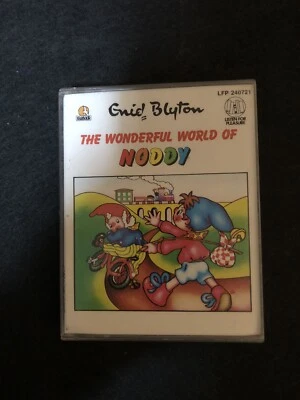 LFP 240721
Enid Blyton
LISTEN FOR
PLEASURE
THE WONDERFUL WORLD OF
NODDY